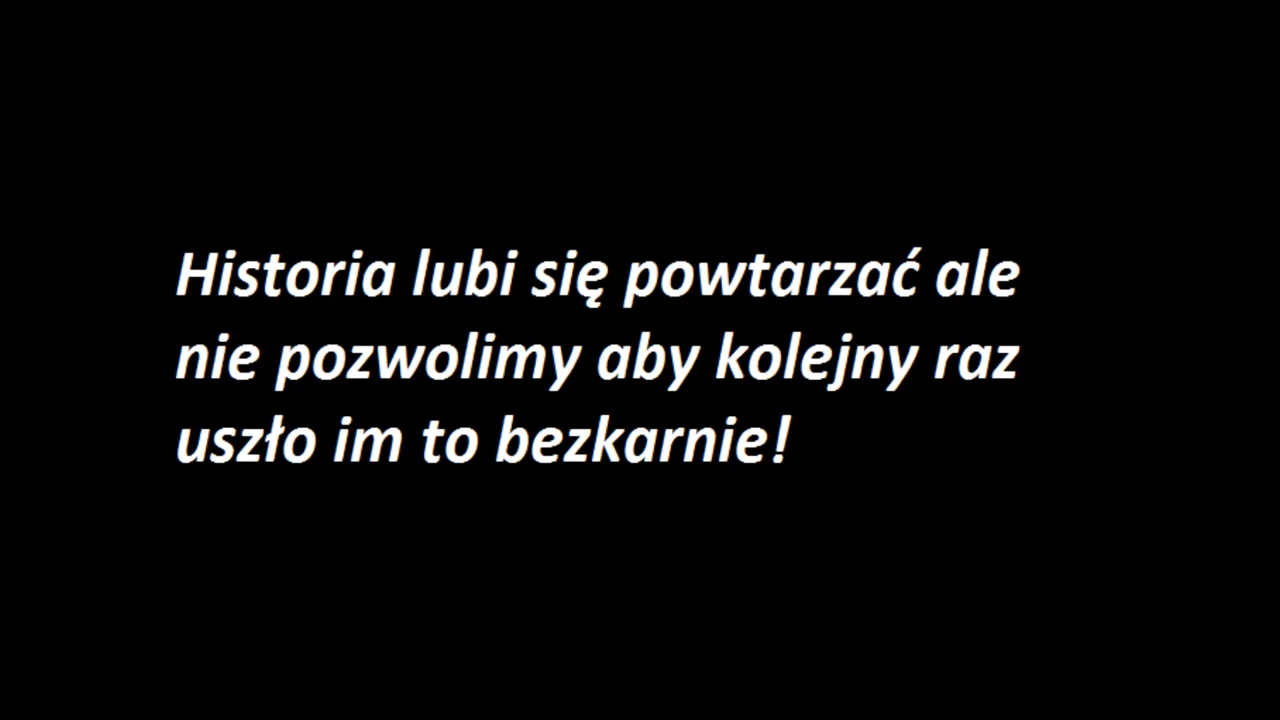 Historia lubi się powtarzać ale
nie pozwolimy aby kolejny raz
uszło im to bezkarnie!